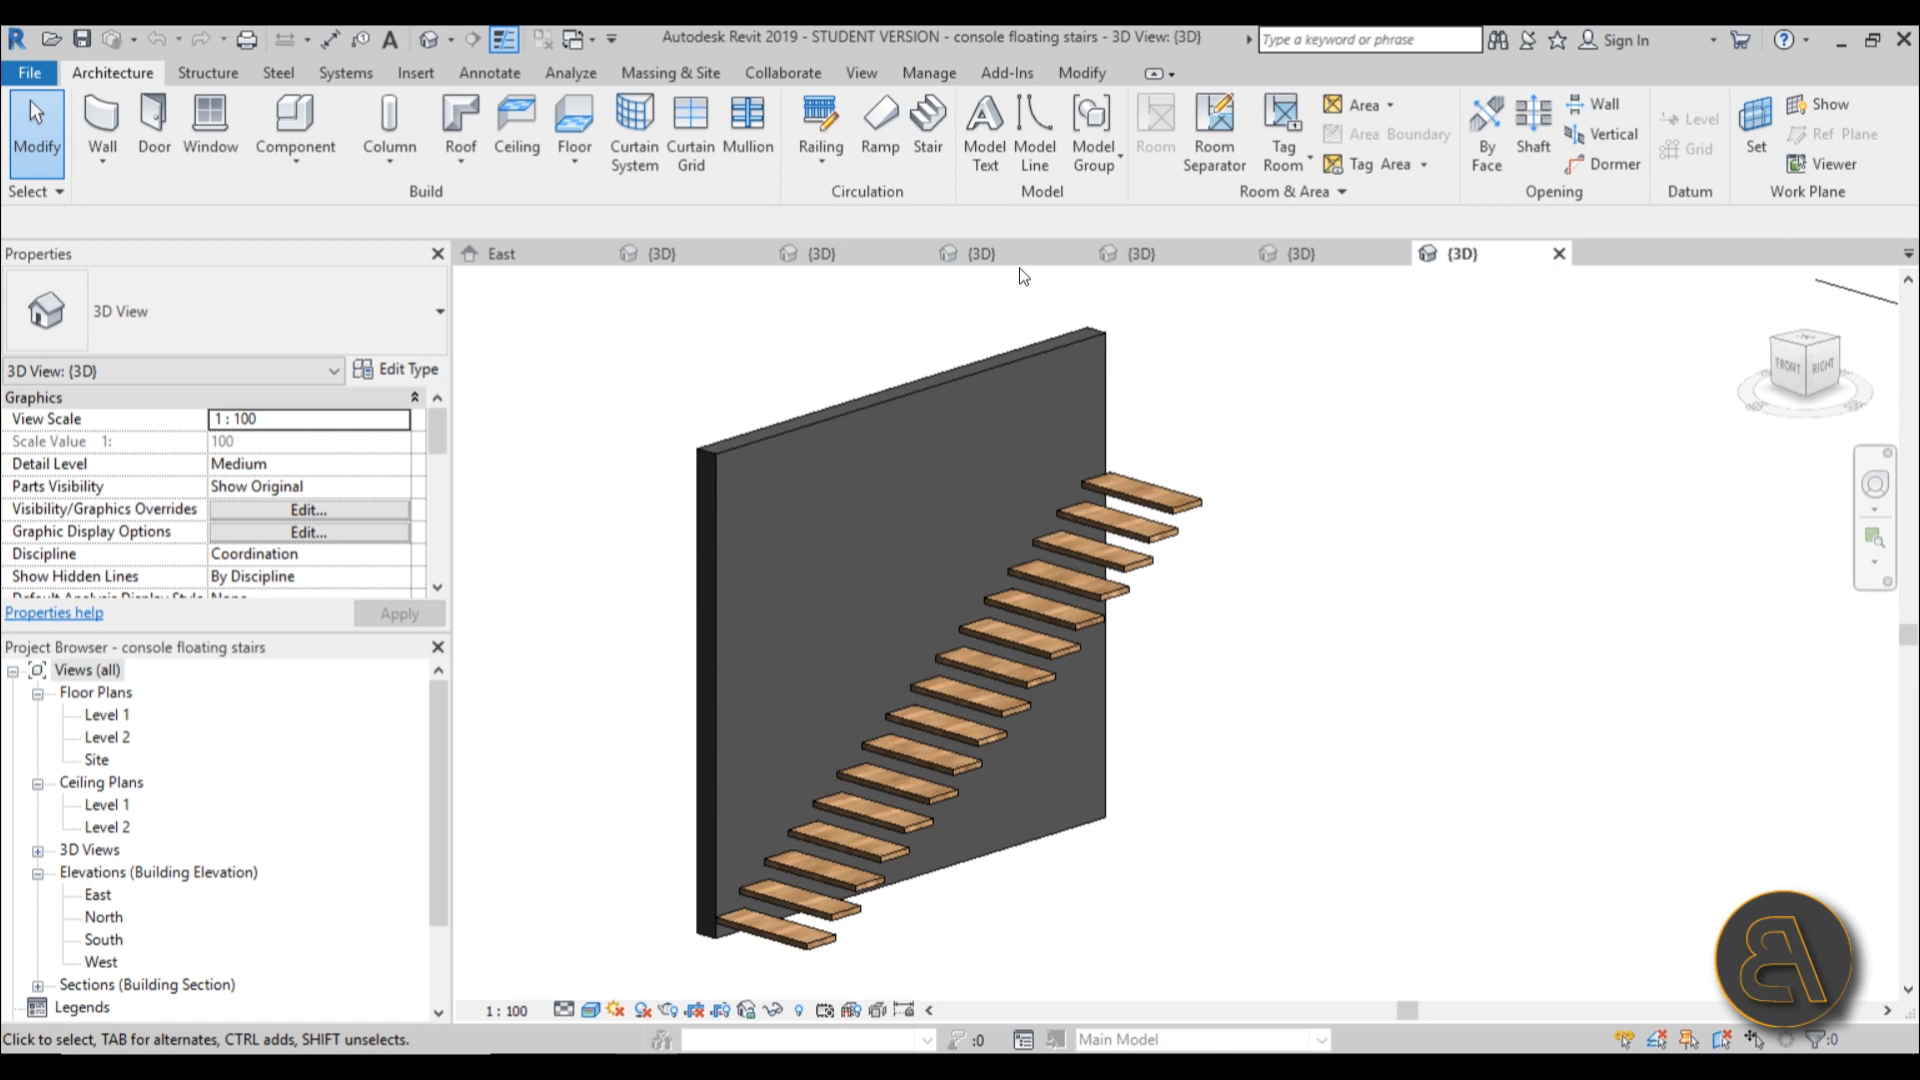 Autodesk Revit 2019 - STUDENT VERSION - console floating stairs - 3D View: {3D}
Type a keyword or phrase
Sign In
File Architecture Structure Steel Systems Insert Annotate Analyze Massing & Site Collaborate View Manage Add-Ins Modify
Modify
Wall
Door
Window
Component
Column
Roof
Ceiling
Floor
Curtain System
Curtain Grid
Mullion
Railing
Ramp
Stair
Model Text
Model Line
Model Group
Room
Room Separator
Tag Room
Area
Area Boundary
Tag Area
By Face
Shaft
Wall
Vertical
Dormer
Level
Grid
Set
Show
Ref Plane
Viewer
Select Build Circulation Model Room & Area Opening Datum Work Plane
Properties
East {3D} {3D} {3D} {3D} {3D} {3D}
3D View
3D View: {3D} Edit Type
Graphics
View Scale 1 : 100
Scale Value 1: 100
Detail Level Medium
Parts Visibility Show Original
Visibility/Graphics Overrides Edit...
Graphic Display Options Edit...
Discipline Coordination
Show Hidden Lines By Discipline
Default Analysis Display Style None
Properties help Apply
FRONT RIGHT
Project Browser - console floating stairs
Views (all)
Floor Plans
Level 1
Level 2
Site
Ceiling Plans
Level 1
Level 2
3D Views
Elevations (Building Elevation)
East
North
South
West
Sections (Building Section)
Legends
1 : 100
Click to select, TAB for alternates, CTRL adds, SHIFT unselects.
:0
Main Model
:0